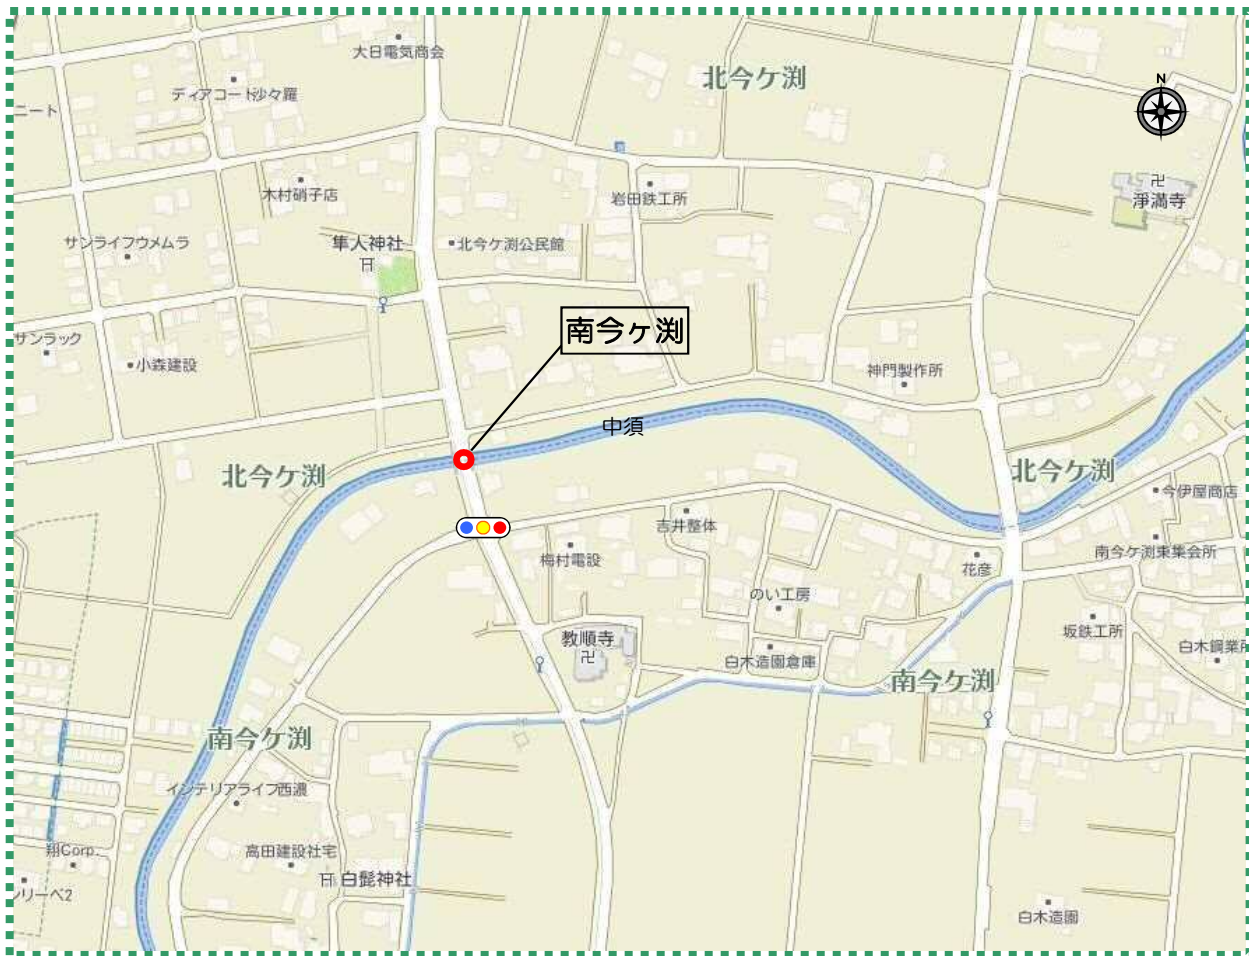 大日電気商会
北今ケ渕
N
ディアコート沙々羅
ニート
木村硝子店
岩田鉄工所
卍
淨満寺
サンライフウメムラ
隼人神社
北今ケ渕公民館
サンラック
小森建設
南今ヶ渕
神門製作所
中須
北今ケ渕
北今ケ渕
今伊屋商店
吉井整体
南今ケ渕東集会所
梅村電設
花彦
のい工房
教順寺
卍
坂鉄工所
白木造園倉庫
白木鋼業所
南今ケ渕
南今ケ渕
インテリアライフ西濃
翔Corp.
高田建設社宅
白髭神社
ンリーベ2
白木造園